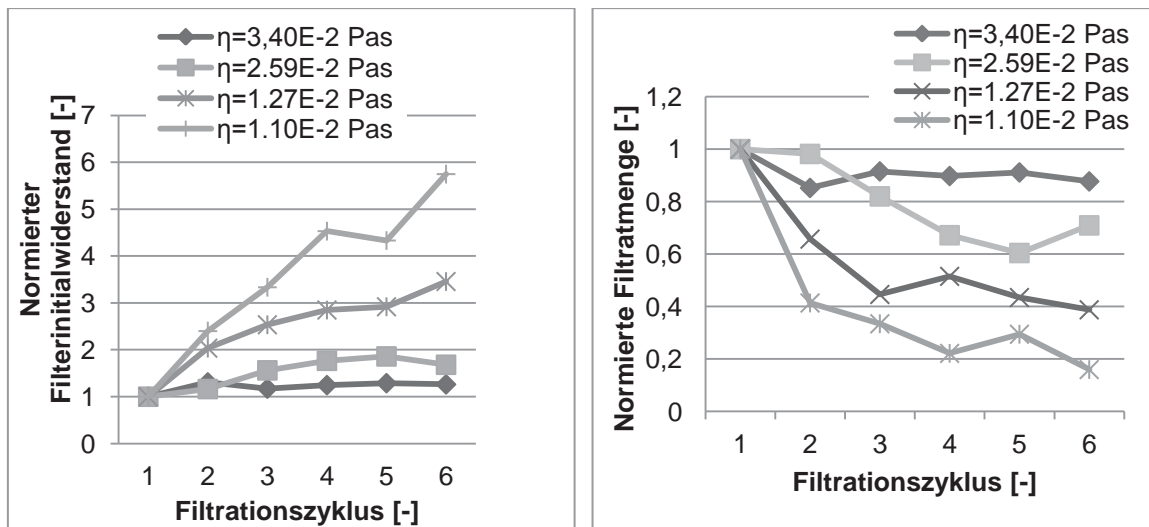 η=3,40E-2 Pas
η=2.59E-2 Pas
η=1.27E-2 Pas
η=1.10E-2 Pas
Normierter
Filterinitialwiderstand [-]
7
6
5
4
3
2
1
0
1 2 3 4 5 6
Filtrationszyklus [-]
η=3,40E-2 Pas
η=2.59E-2 Pas
η=1.27E-2 Pas
η=1.10E-2 Pas
Normierte Filtratmenge [-]
1,2
1
0,8
0,6
0,4
0,2
0
1 2 3 4 5 6
Filtrationszyklus [-]